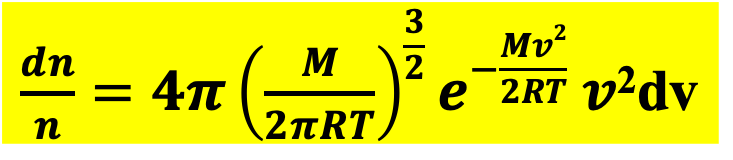 dn/n = 4π (M/2πRT)^(3/2) e^(−Mv²/2RT) v²dv